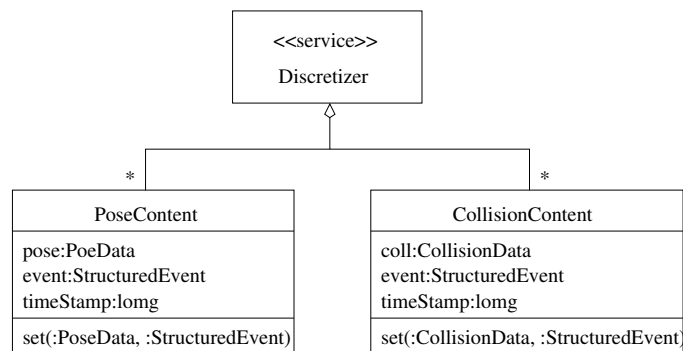 <<service>>
Discretizer
*
*
PoseContent
pose:PoeData
event:StructuredEvent
timeStamp:lomg
set(:PoseData, :StructuredEvent)
CollisionContent
coll:CollisionData
event:StructuredEvent
timeStamp:lomg
set(:CollisionData, :StructuredEvent)